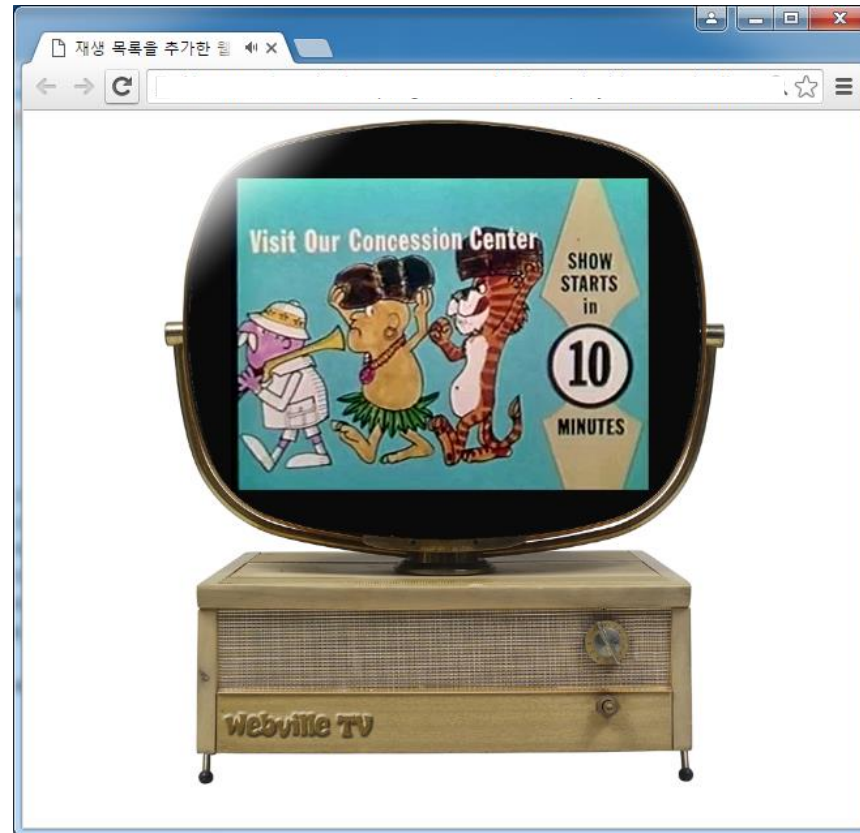 재생 목록을 추가한 웹
Visit Our Concession Center
SHOW
STARTS
in
10
MINUTES
Webville TV